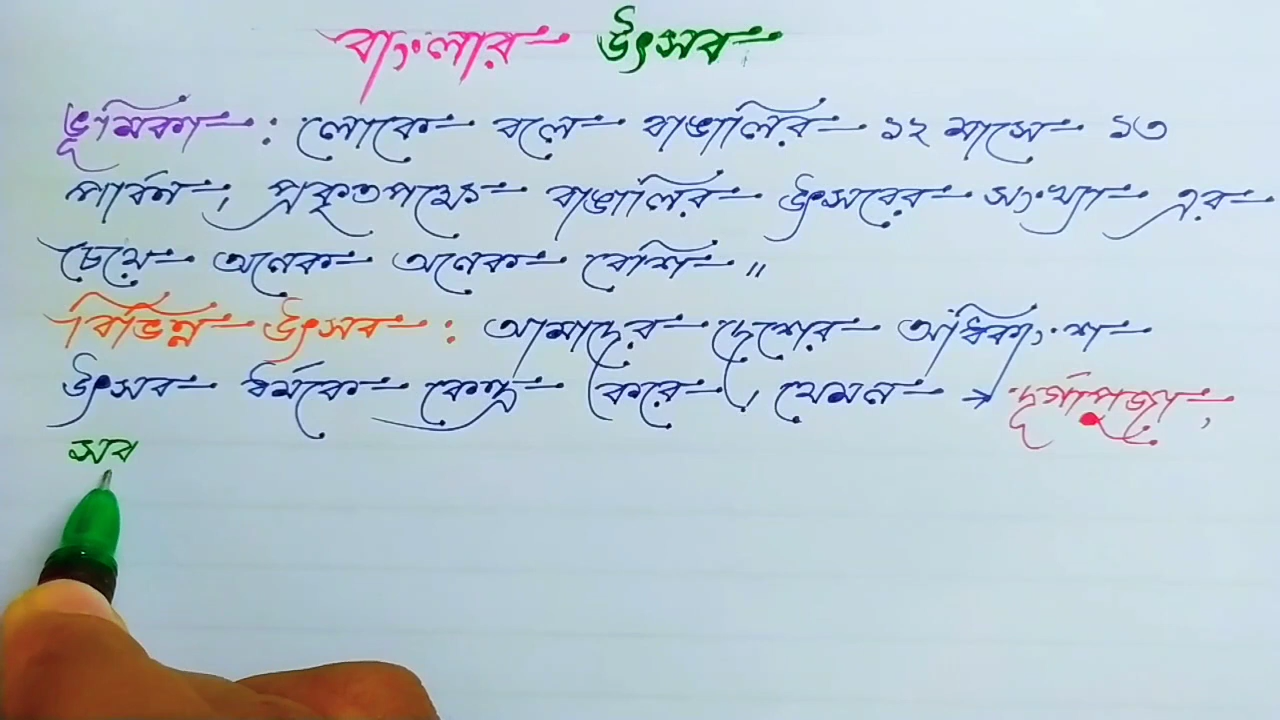 বাংলার উৎসব
ভূমিকা : লোকে বলে বাঙালির ১২ মাসে ১৩
পার্বন, প্রকৃতপক্ষে বাঙালির উৎসবের সংখ্যা এর
চেয়ে অনেক অনেক বেশি ॥
বিভিন্ন উৎসব : আমাদের দেশের অধিকাংশ
উৎসব ধর্মকে কেন্দ্র করে, যেমন → দূর্গাপুজা,
সব